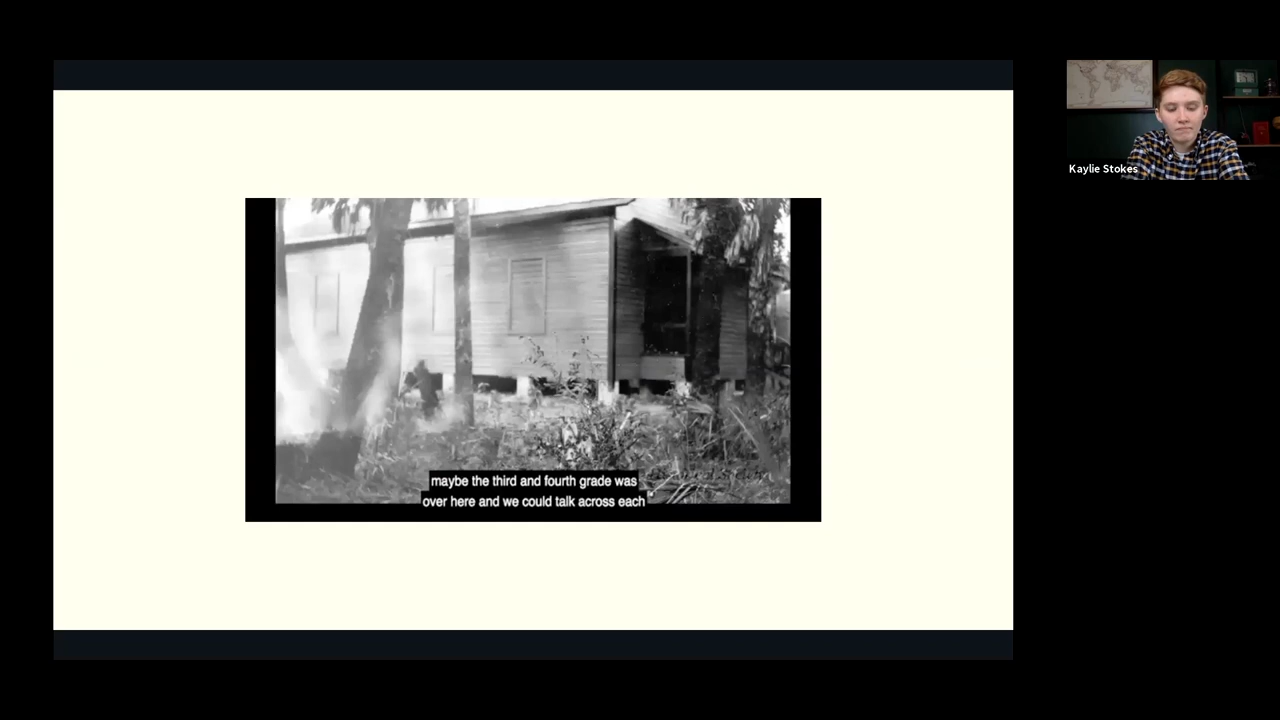 maybe the third and fourth grade was
over here and we could talk across each
Kaylie Stokes